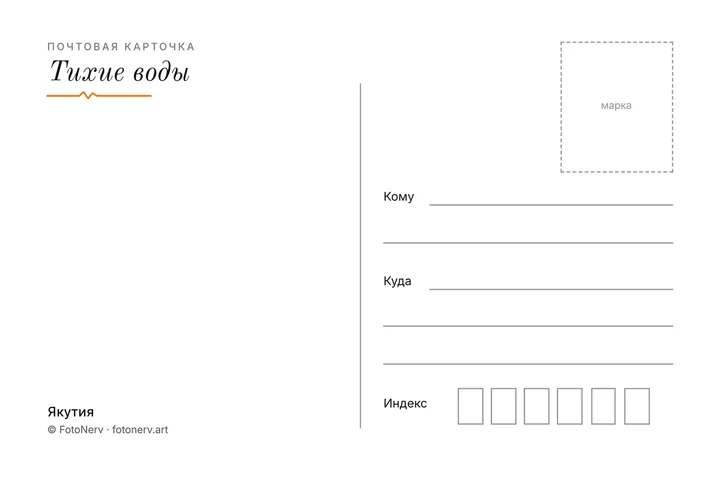 ПОЧТОВАЯ КАРТОЧКА
Тихие воды
марка
Кому
Куда
Индекс
Якутия
© FotoNerv · fotonerv.art